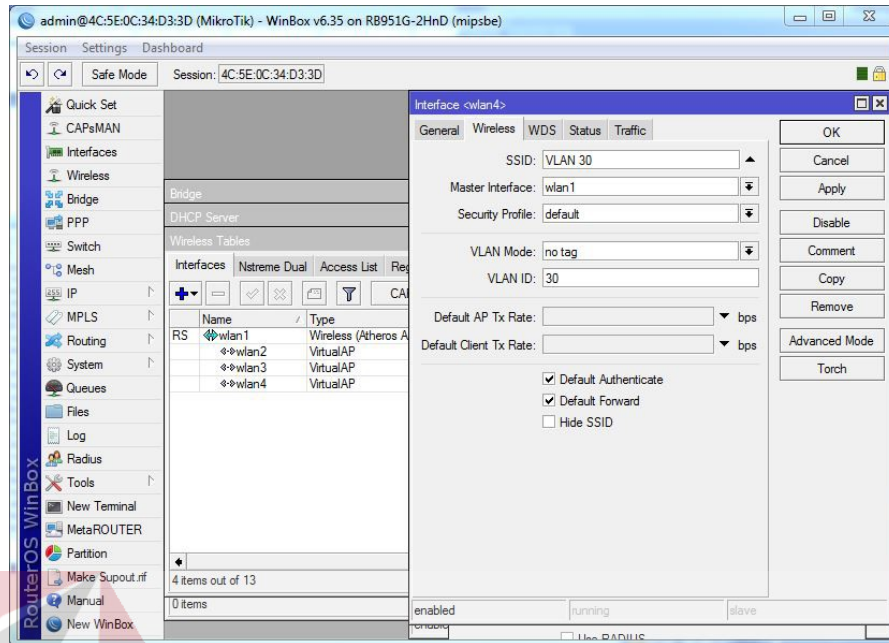 admin@4C:5E:0C:34:D3:3D (MikroTik) - WinBox v6.35 on RB951G-2HnD (mipsbe)
Session Settings Dashboard
Safe Mode Session: 4C:5E:0C:34:D3:3D
Quick Set
CAPsMAN
Interfaces
Wireless
Bridge
PPP
Switch
Mesh
IP
MPLS
Routing
System
Queues
Files
Log
Radius
Tools
New Terminal
MetaROUTER
Partition
Make Supout.rif
Manual
New WinBox
RouterOS WinBox
Bridge
DHCP Server
Wireless Tables
Interfaces Nstreme Dual Access List Reg
CAP
Name / Type
RS wlan1 Wireless (Atheros A
wlan2 VirtualAP
wlan3 VirtualAP
wlan4 VirtualAP
4 items out of 13
0 items
Interface <wlan4>
General Wireless WDS Status Traffic
SSID: VLAN 30
Master Interface: wlan1
Security Profile: default
VLAN Mode: no tag
VLAN ID: 30
Default AP Tx Rate: bps
Default Client Tx Rate: bps
Default Authenticate
Default Forward
Hide SSID
OK
Cancel
Apply
Disable
Comment
Copy
Remove
Advanced Mode
Torch
enabled running slave
enabled
Use RADIUS